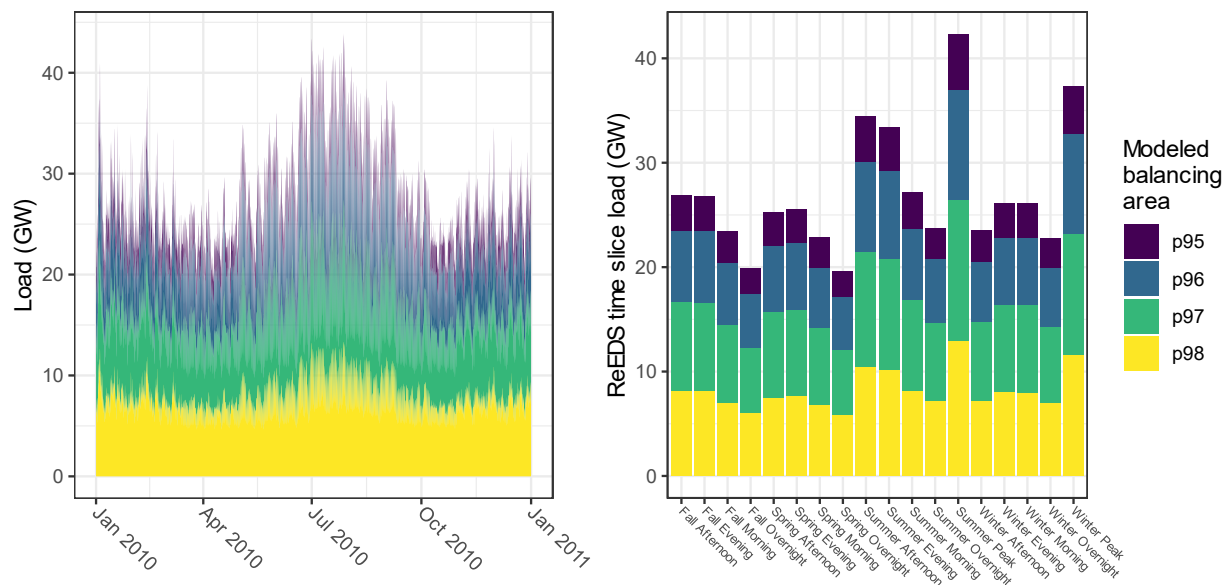 Load (GW)
40
30
20
10
0
Jan 2010
Apr 2010
Jul 2010
Oct 2010
Jan 2011
ReEDS time slice load (GW)
40
30
20
10
0
Fall Afternoon
Fall Evening
Fall Morning
Fall Overnight
Spring Afternoon
Spring Evening
Spring Morning
Spring Overnight
Summer Afternoon
Summer Evening
Summer Morning
Summer Overnight
Summer Peak
Winter Afternoon
Winter Evening
Winter Morning
Winter Overnight
Winter Peak
Modeled
balancing
area
p95
p96
p97
p98